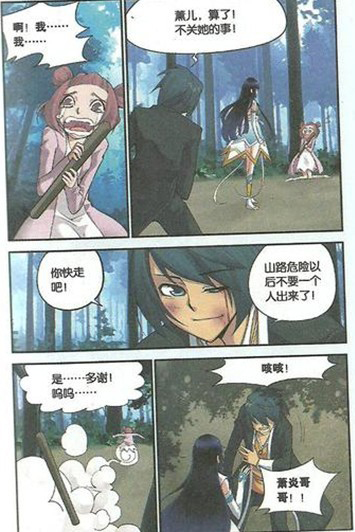 啊！我……
我……
薰儿，算了！
不关她的事！
你快走
吧！
山路危险以
后不要一个
人出来了！
是……多谢！
呜呜……
咳咳！
萧炎哥
哥！！！